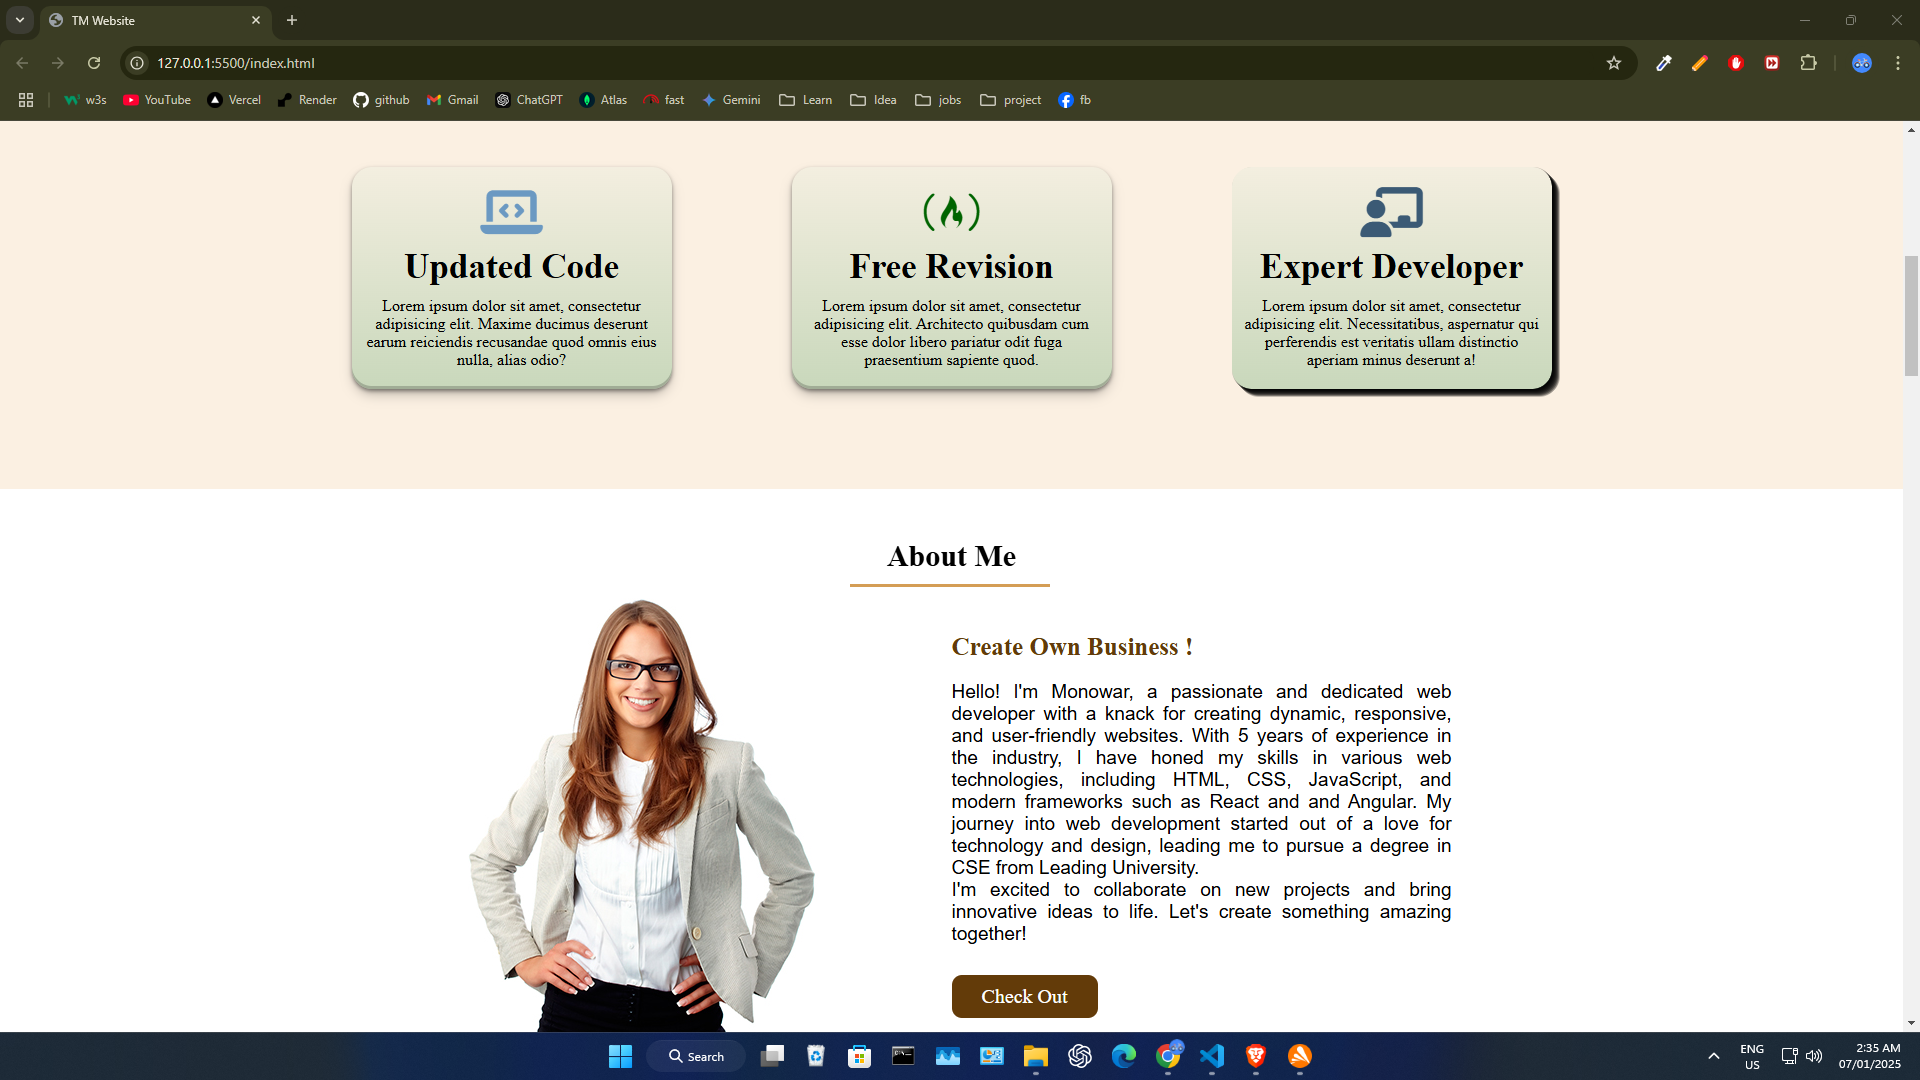 TM Website
127.0.0.1:5500/index.html
w3s YouTube Vercel Render github Gmail ChatGPT Atlas fast Gemini Learn Idea jobs project fb
Updated Code
Lorem ipsum dolor sit amet, consectetur
adipisicing elit. Maxime ducimus deserunt
earum reiciendis recusandae quod omnis eius
nulla, alias odio?
Free Revision
Lorem ipsum dolor sit amet, consectetur
adipisicing elit. Architecto quibusdam cum
esse dolor libero pariatur odit fuga
praesentium sapiente quod.
Expert Developer
Lorem ipsum dolor sit amet, consectetur
adipisicing elit. Necessitatibus, aspernatur qui
perferendis est veritatis ullam distinctio
aperiam minus deserunt a!
About Me
Create Own Business !
Hello! I'm Monowar, a passionate and dedicated web
developer with a knack for creating dynamic, responsive,
and user-friendly websites. With 5 years of experience in
the industry, I have honed my skills in various web
technologies, including HTML, CSS, JavaScript, and
modern frameworks such as React and and Angular. My
journey into web development started out of a love for
technology and design, leading me to pursue a degree in
CSE from Leading University.
I'm excited to collaborate on new projects and bring
innovative ideas to life. Let's create something amazing
together!
Check Out
Search
ENG
US
2:35 AM
07/01/2025